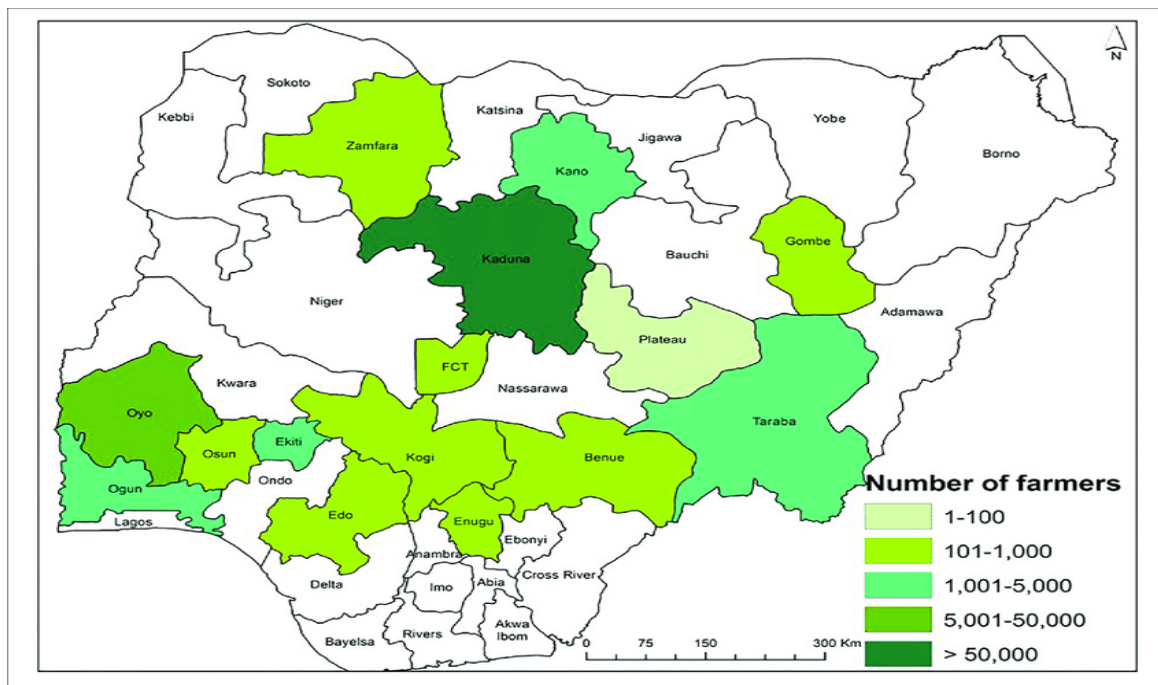 N
Sokoto
Kebbi
Katsina
Zamfara
Jigawa
Yobe
Borno
Kano
Gombe
Kaduna
Bauchi
Niger
Adamawa
Plateau
FCT
Nassarawa
Kwara
Oyo
Taraba
Ekiti
Osun
Kogi
Benue
Ondo
Ogun
Lagos
Edo
Enugu
Ebonyi
Anambra
Cross River
Delta
Imo
Abia
Bayelsa
Rivers
Akwa
Ibom
Number of farmers
1-100
101-1,000
1,001-5,000
5,001-50,000
> 50,000
0 75 150 300 Km